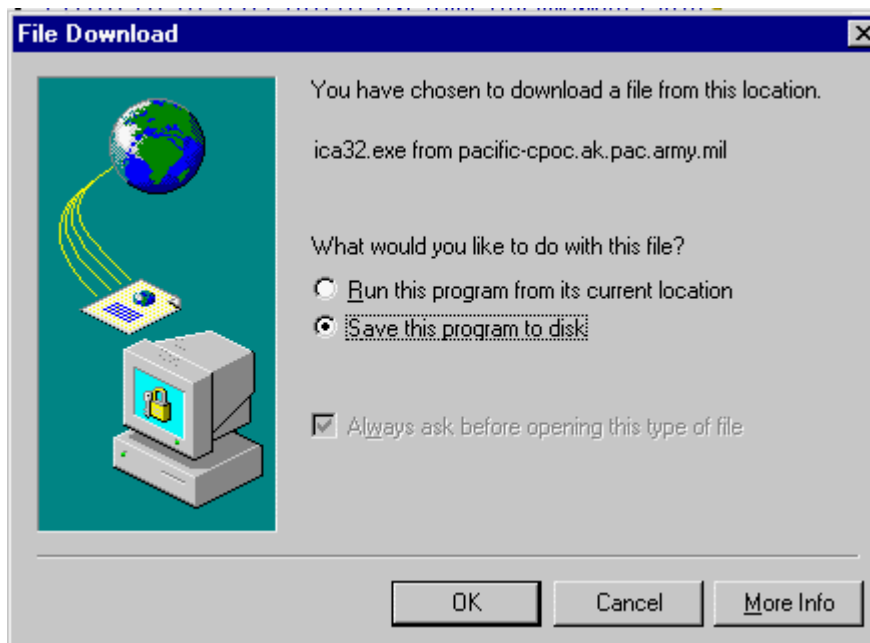 File Download
You have chosen to download a file from this location.
ica32.exe from pacific-cpoc.ak.pac.army.mil
What would you like to do with this file?
Run this program from its current location
Save this program to disk
Always ask before opening this type of file
OK Cancel More Info